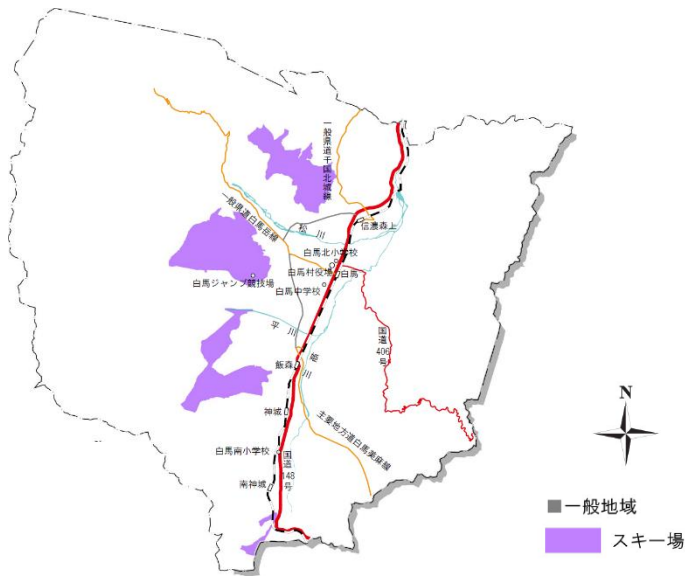 一般県道千国北城線
信濃森上
一般県道白馬岳線
松川
白馬北小学校
白馬村役場
白馬
白馬ジャンプ競技場
白馬中学校
平川
姫川
国道406号
飯森
神城
主要地方道白馬美麻線
白馬南小学校
国道148号
南神城
N
一般地域
スキー場